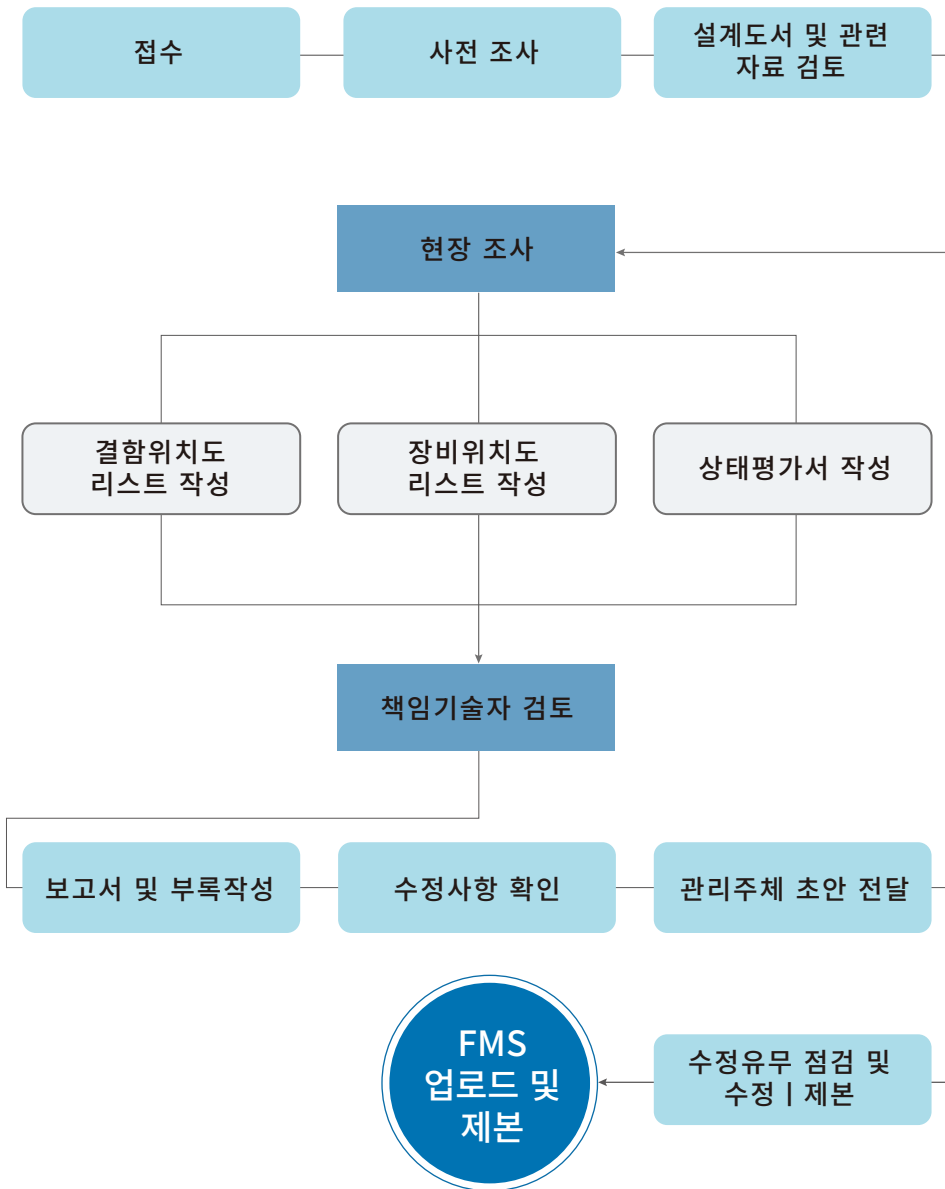 접수
사전 조사
설계도서 및 관련
자료 검토
현장 조사
결함위치도
리스트 작성
장비위치도
리스트 작성
상태평가서 작성
책임기술자 검토
보고서 및 부록작성
수정사항 확인
관리주체 초안 전달
FMS
업로드 및
제본
수정유무 점검 및
수정 | 제본